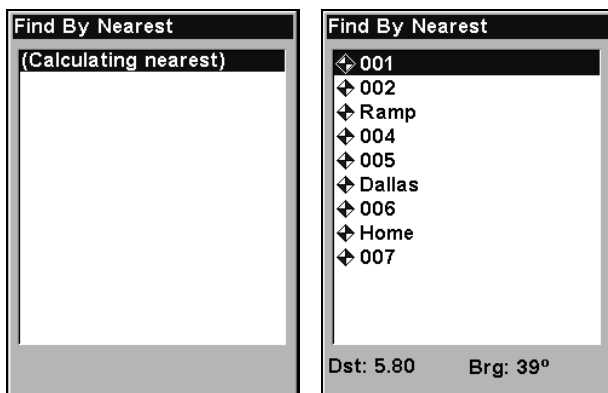 Find By Nearest
(Calculating nearest)
Find By Nearest
001
002
Ramp
004
005
Dallas
006
Home
007
Dst: 5.80 Brg: 39º